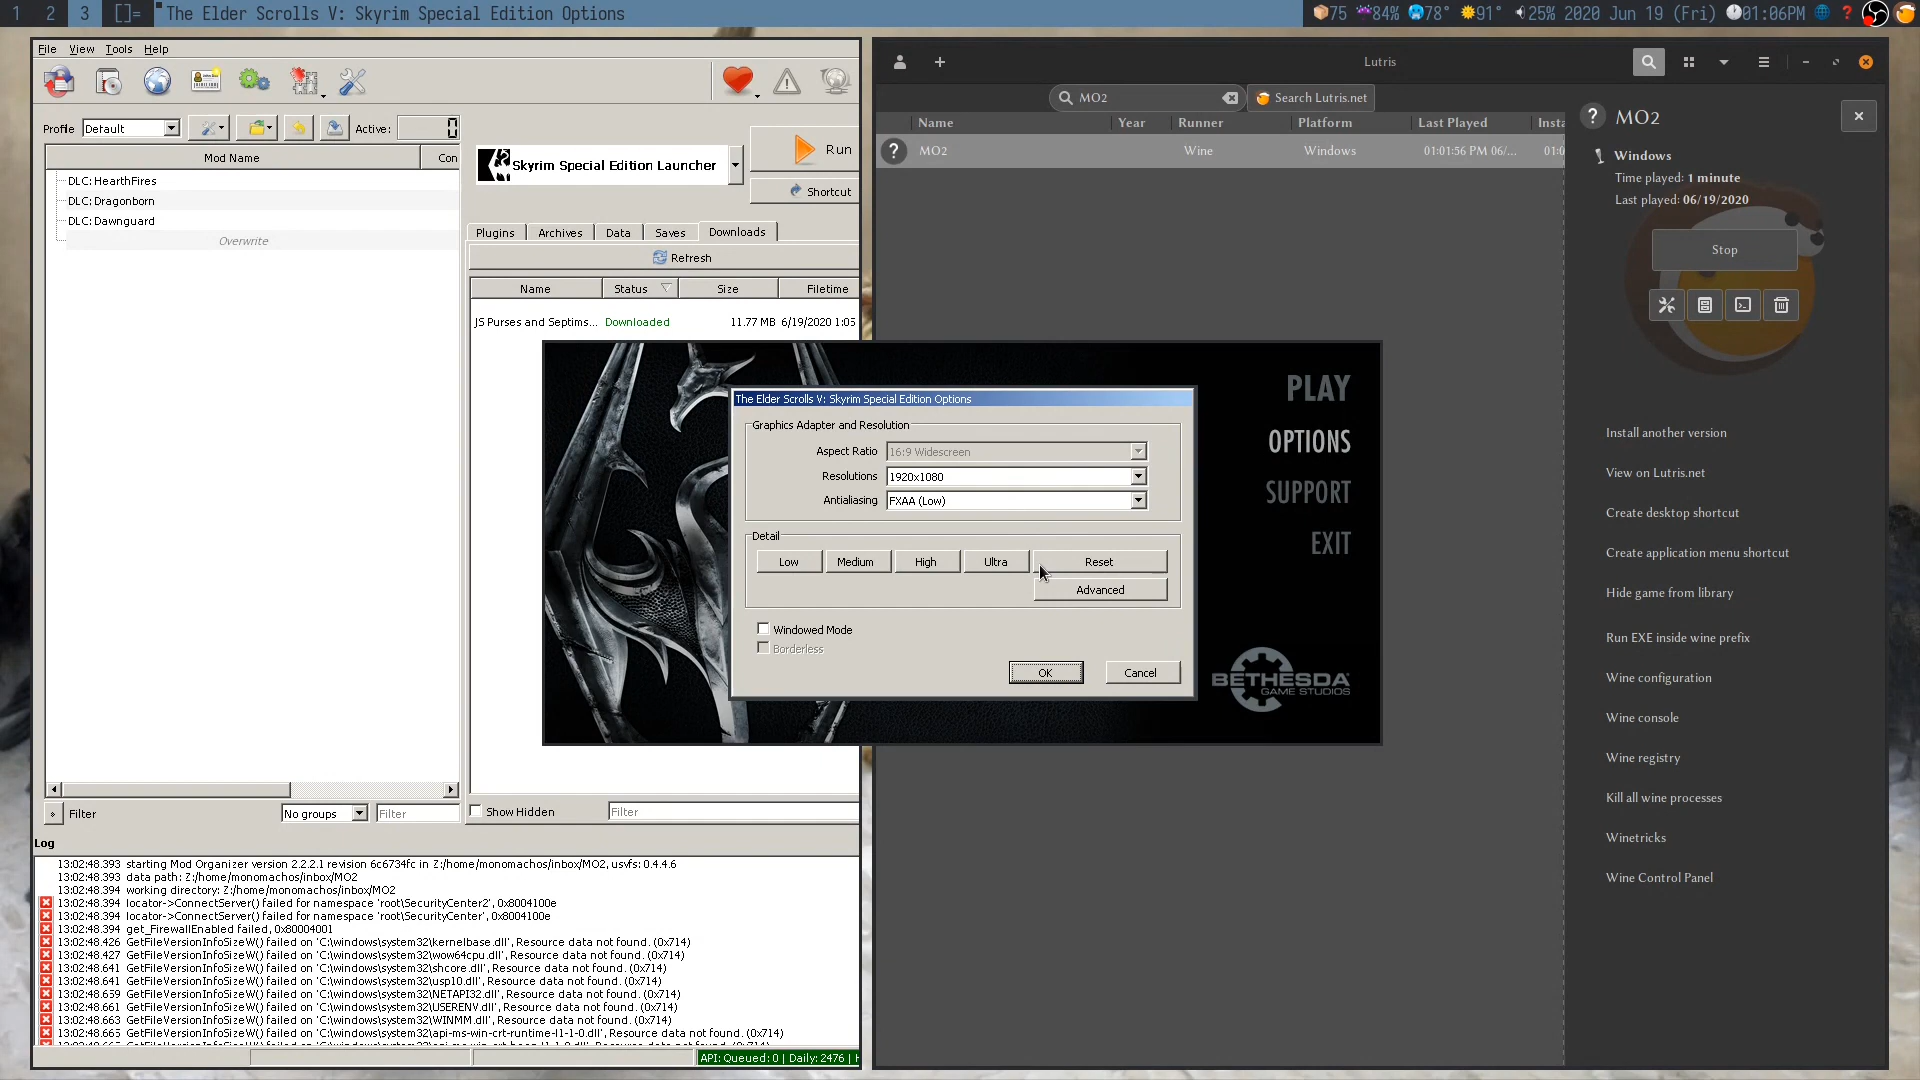 1 2 3 []= The Elder Scrolls V: Skyrim Special Edition Options
75 84% 78° 91° 25% 2020 Jun 19 (Fri) 01:06PM ?
File View Tools Help
Profile Default Active: 0
Mod Name Con
DLC: HearthFires
DLC: Dragonborn
DLC: Dawnguard
Overwrite
Filter No groups Filter
Skyrim Special Edition Launcher
Run
Shortcut
Plugins Archives Data Saves Downloads
Refresh
Name Status Size Filetime
JS Purses and Septims... Downloaded 11.77 MB 6/19/2020 1:05
Show Hidden Filter
Log
13:02:48.393 starting Mod Organizer version 2.2.2.1 revision 6c6734fc in Z:/home/monomachos/inbox/MO2, usvfs: 0.4.4.6
13:02:48.393 data path: Z:/home/monomachos/inbox/MO2
13:02:48.394 working directory: Z:/home/monomachos/inbox/MO2
13:02:48.394 locator->ConnectServer() failed for namespace 'root\SecurityCenter2', 0x8004100e
13:02:48.394 locator->ConnectServer() failed for namespace 'root\SecurityCenter', 0x8004100e
13:02:48.394 get_FirewallEnabled failed, 0x80004001
13:02:48.426 GetFileVersionInfoSizeW() failed on 'C:\windows\system32\kernelbase.dll', Resource data not found. (0x714)
13:02:48.427 GetFileVersionInfoSizeW() failed on 'C:\windows\system32\wow64cpu.dll', Resource data not found. (0x714)
13:02:48.641 GetFileVersionInfoSizeW() failed on 'C:\windows\system32\shcore.dll', Resource data not found. (0x714)
13:02:48.641 GetFileVersionInfoSizeW() failed on 'C:\windows\system32\usp10.dll', Resource data not found. (0x714)
13:02:48.659 GetFileVersionInfoSizeW() failed on 'C:\windows\system32\NETAPI32.dll', Resource data not found. (0x714)
13:02:48.661 GetFileVersionInfoSizeW() failed on 'C:\windows\system32\USERENV.dll', Resource data not found. (0x714)
13:02:48.663 GetFileVersionInfoSizeW() failed on 'C:\windows\system32\WINMM.dll', Resource data not found. (0x714)
13:02:48.665 GetFileVersionInfoSizeW() failed on 'C:\windows\system32\api-ms-win-crt-runtime-l1-1-0.dll', Resource data not found. (0x714)
API: Queued: 0 | Daily: 2476 |
The Elder Scrolls V: Skyrim Special Edition Options
Graphics Adapter and Resolution
Aspect Ratio 16:9 Widescreen
Resolutions 1920x1080
Antialiasing FXAA (Low)
Detail
Low Medium High Ultra Reset
Advanced
Windowed Mode
Borderless
OK Cancel
PLAY
OPTIONS
SUPPORT
EXIT
BETHESDA
GAME STUDIOS
Lutris
MO2 Search Lutris.net
Name Year Runner Platform Last Played Insta
? MO2 Wine Windows 01:01:56 PM 06/... 01:0
? MO2
Windows
Time played: 1 minute
Last played: 06/19/2020
Stop
Install another version
View on Lutris.net
Create desktop shortcut
Create application menu shortcut
Hide game from library
Run EXE inside wine prefix
Wine configuration
Wine console
Wine registry
Kill all wine processes
Winetricks
Wine Control Panel